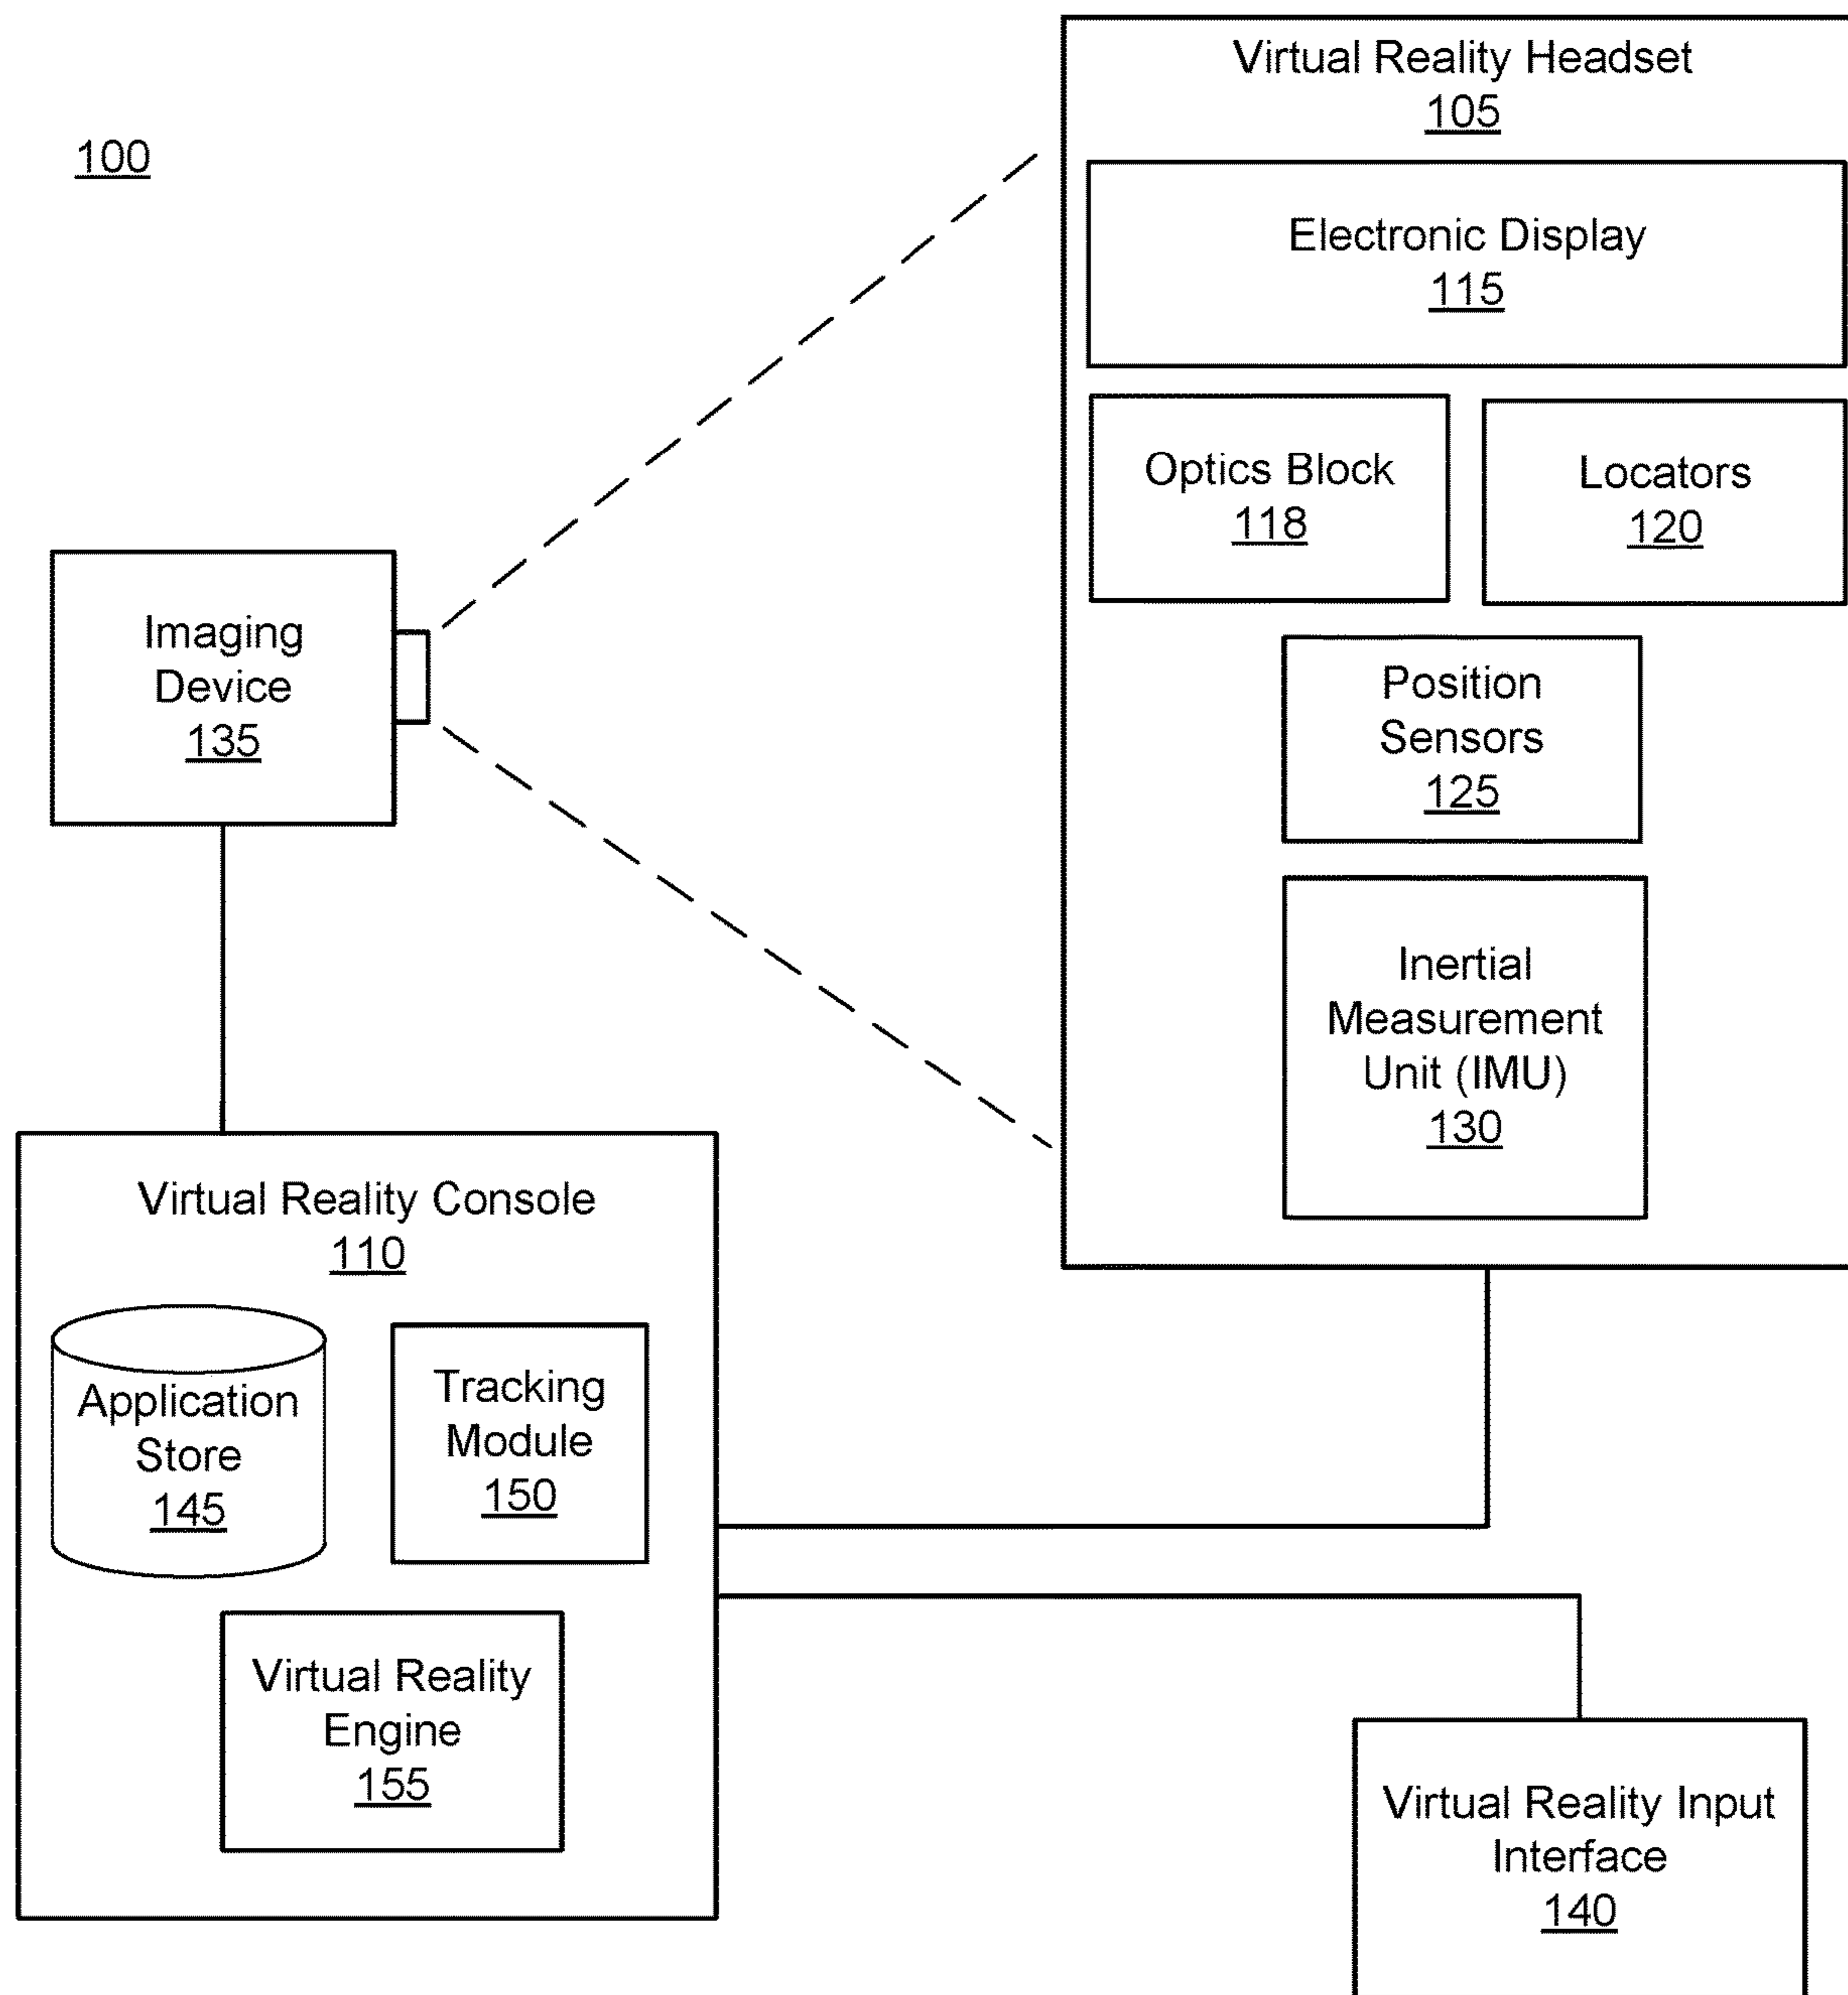 100
Virtual Reality Headset
105
Electronic Display
115
Optics Block
118
Locators
120
Position
Sensors
125
Inertial
Measurement
Unit (IMU)
130
Imaging
Device
135
Virtual Reality Console
110
Application
Store
145
Tracking
Module
150
Virtual Reality
Engine
155
Virtual Reality Input
Interface
140